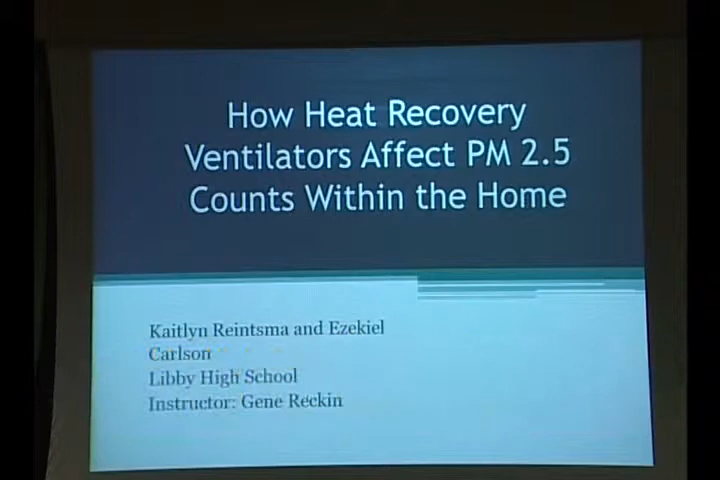 How Heat Recovery
Ventilators Affect PM 2.5
Counts Within the Home
Kaitlyn Reintsma and Ezekiel
Carlson
Libby High School
Instructor: Gene Reckin